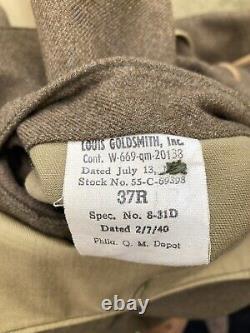 LOUIS GOLDSMITH, Inc.
Cont. W-669-qm-20138
Dated July 13,
Stock No. 55-C-69398
37R
Spec. No. 8-31D
Dated 2/7/40
Phila. Q. M. Depot